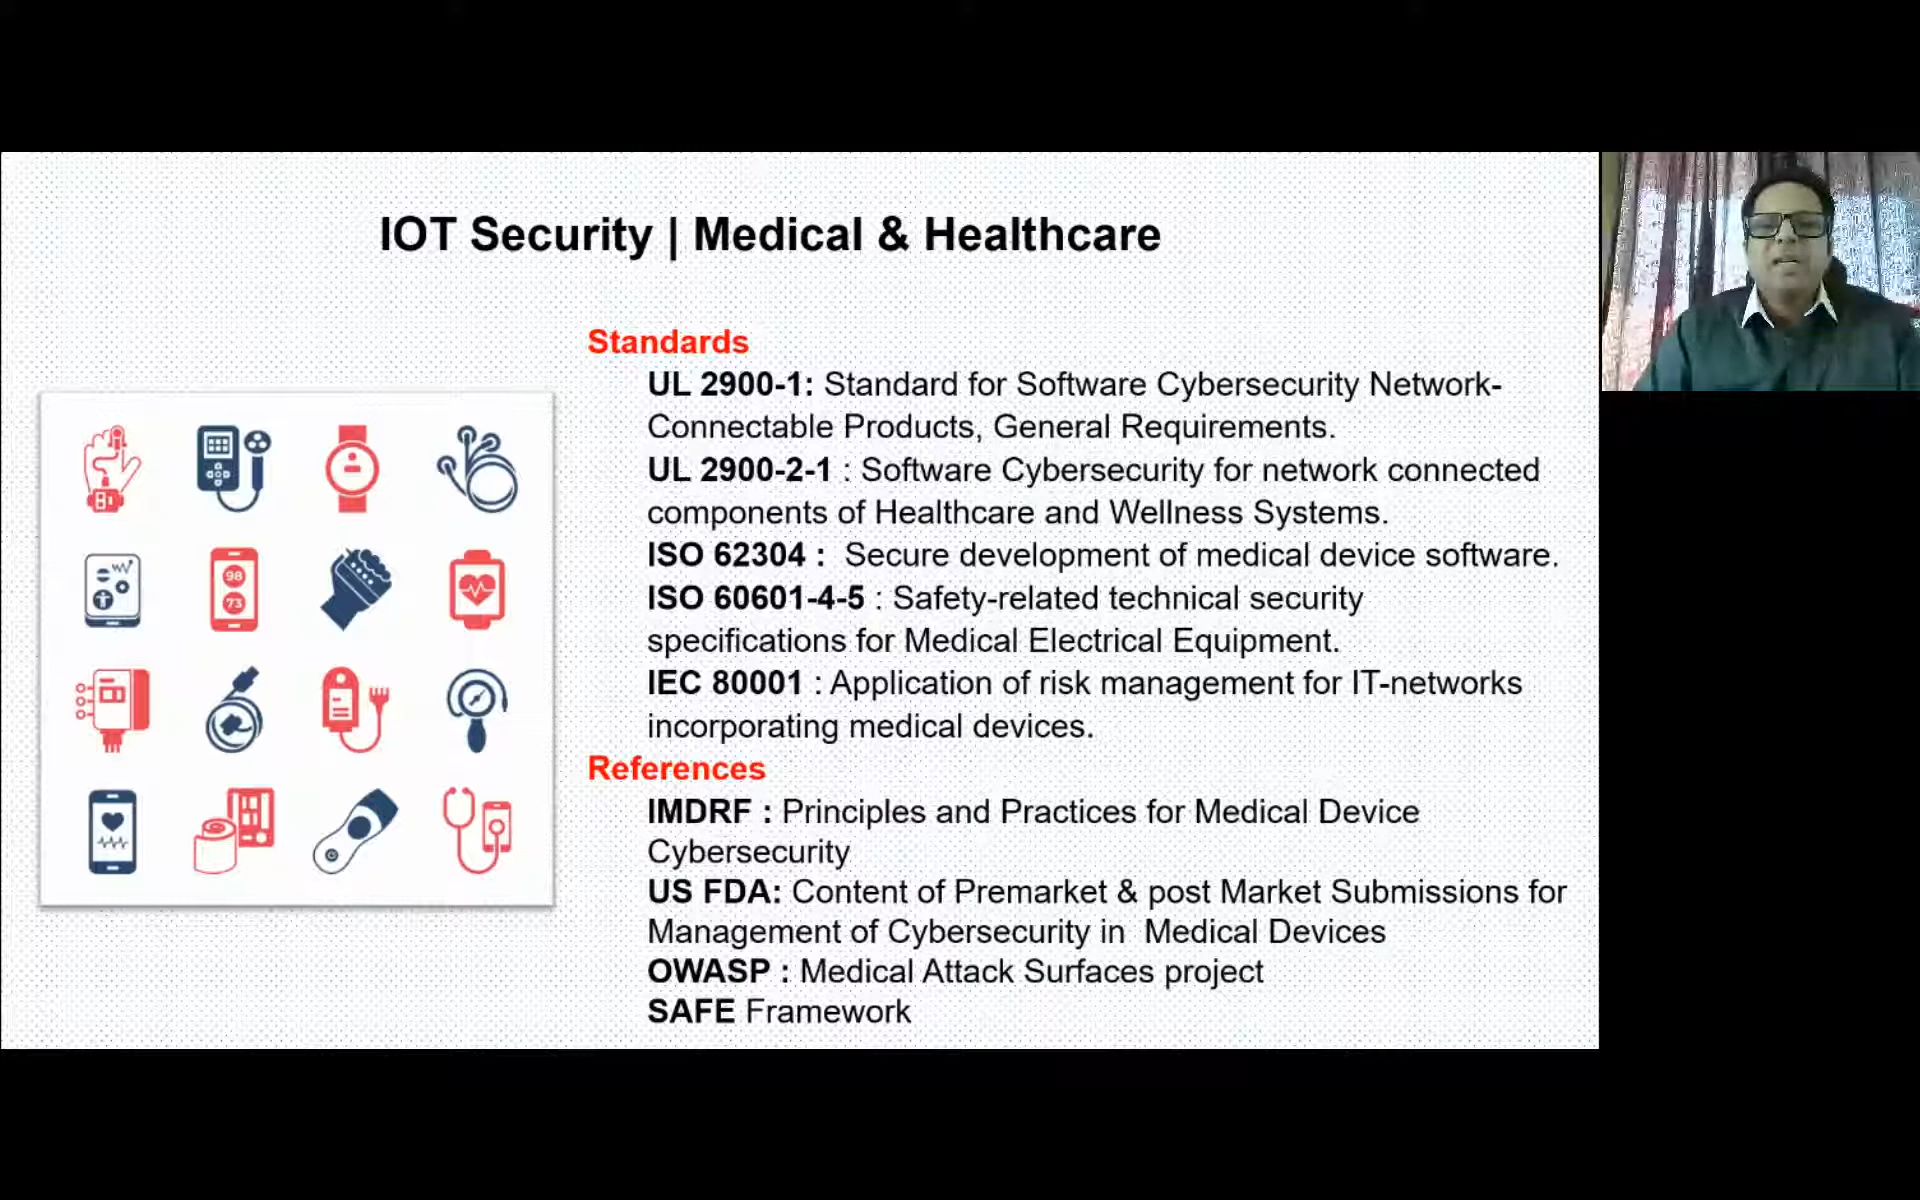 IOT Security | Medical & Healthcare
Standards
UL 2900-1: Standard for Software Cybersecurity Network-
Connectable Products, General Requirements.
UL 2900-2-1 : Software Cybersecurity for network connected
components of Healthcare and Wellness Systems.
ISO 62304 :  Secure development of medical device software.
ISO 60601-4-5 : Safety-related technical security
specifications for Medical Electrical Equipment.
IEC 80001 : Application of risk management for IT-networks
incorporating medical devices.
References
IMDRF : Principles and Practices for Medical Device
Cybersecurity
US FDA: Content of Premarket & post Market Submissions for
Management of Cybersecurity in  Medical Devices
OWASP : Medical Attack Surfaces project
SAFE Framework
98
73